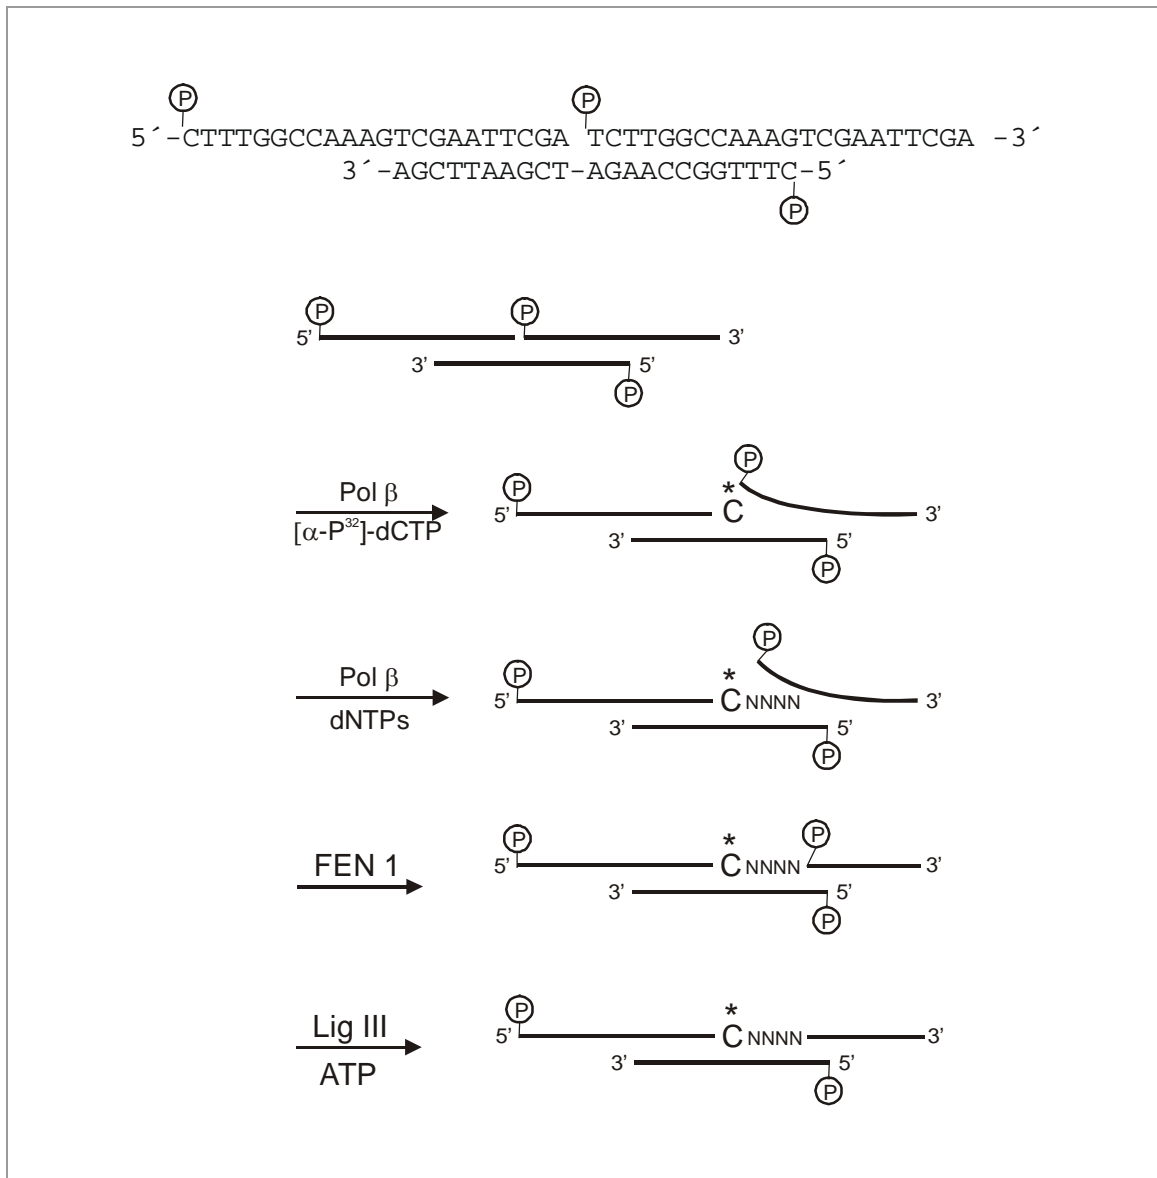 P P
5´-CTTTGGCCAAAGTCGAATTCGA TCTTGGCCAAAGTCGAATTCGA -3´
3´-AGCTTAAGCT-AGAACCGGTTTC-5´
P
P P
5' 3'
3' 5'
P
P
Pol β P *
[α-P³²]-dCTP 5' C 3'
3' 5'
P
P
Pol β P *
dNTPs 5' C NNNN 3'
3' 5'
P
P * P
FEN 1 5' C NNNN 3'
3' 5'
P
P *
Lig III 5' C NNNN 3'
ATP 3' 5'
P